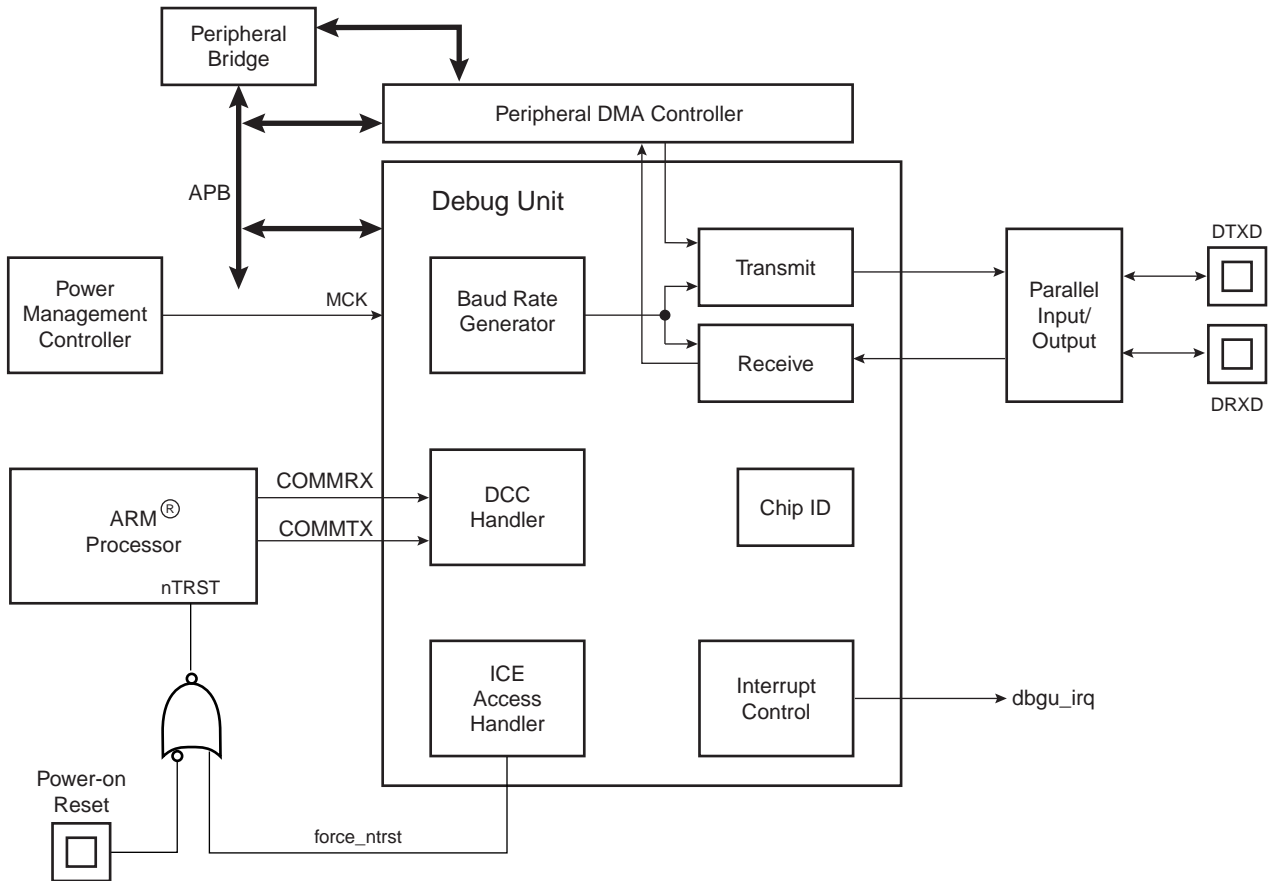 Peripheral
Bridge
Peripheral DMA Controller
APB
Debug Unit
Power
Management
Controller
MCK
Baud Rate
Generator
Transmit
Receive
Parallel
Input/
Output
DTXD
DRXD
ARM®
Processor
nTRST
COMMRX
COMMTX
DCC
Handler
Chip ID
ICE
Access
Handler
Interrupt
Control
dbgu_irq
Power-on
Reset
force_ntrst